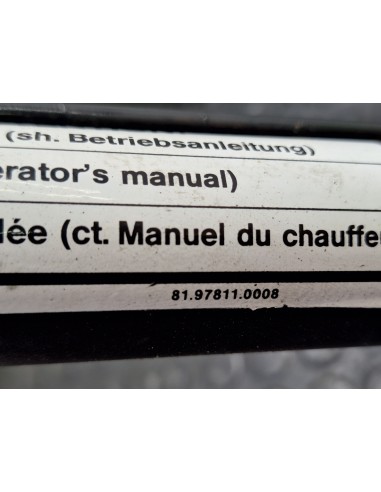 (sh. Betriebsanleitung)
erator's manual)
lée (ct. Manuel du chauffe
81.97811.0008